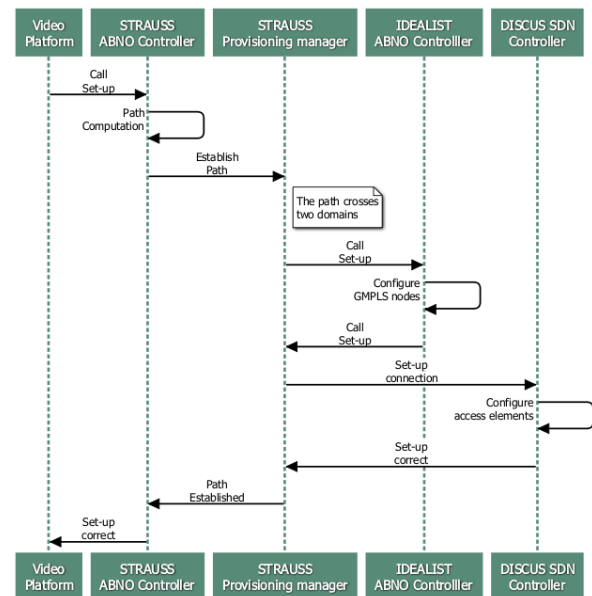 Video
Platform
STRAUSS
ABNO Controller
STRAUSS
Provisioning manager
IDEALIST
ABNO Controlller
DISCUS SDN
Controller
Call
Set-up
Path
Computation
Establish
Path
The path crosses
two domains
Call
Set-up
Configure
GMPLS nodes
Call
Set-up
Set-up
connection
Configure
access elements
Set-up
correct
Path
Established
Set-up
correct
Video
Platform
STRAUSS
ABNO Controller
STRAUSS
Provisioning manager
IDEALIST
ABNO Controlller
DISCUS SDN
Controller